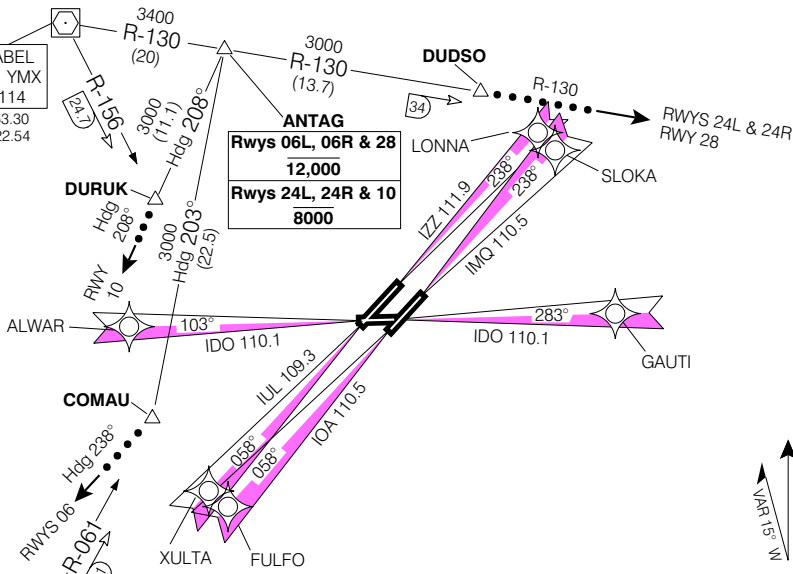 3400
R-130
(20)
3000
R-130
(13.7)
DUDSO
34
R-130
RWYS 24L & 24R
RWY 28
ABEL
YMX
114
3.30
2.54
R-156
24.7
3000
(11.1)
Hdg 208°
ANTAG
Rwys 06L, 06R & 28
12,000
Rwys 24L, 24R & 10
8000
LONNA
SLOKA
238°
238°
IZZ 111.9
IMQ 110.5
DURUK
Hdg
208°
RWY
10
3000
Hdg 203°
(22.5)
ALWAR
103°
IDO 110.1
283°
IDO 110.1
GAUTI
COMAU
Hdg 238°
RWYS 06
R-061
IUL 109.3
IOA 110.5
058°
058°
XULTA
FULFO
VAR 15° W